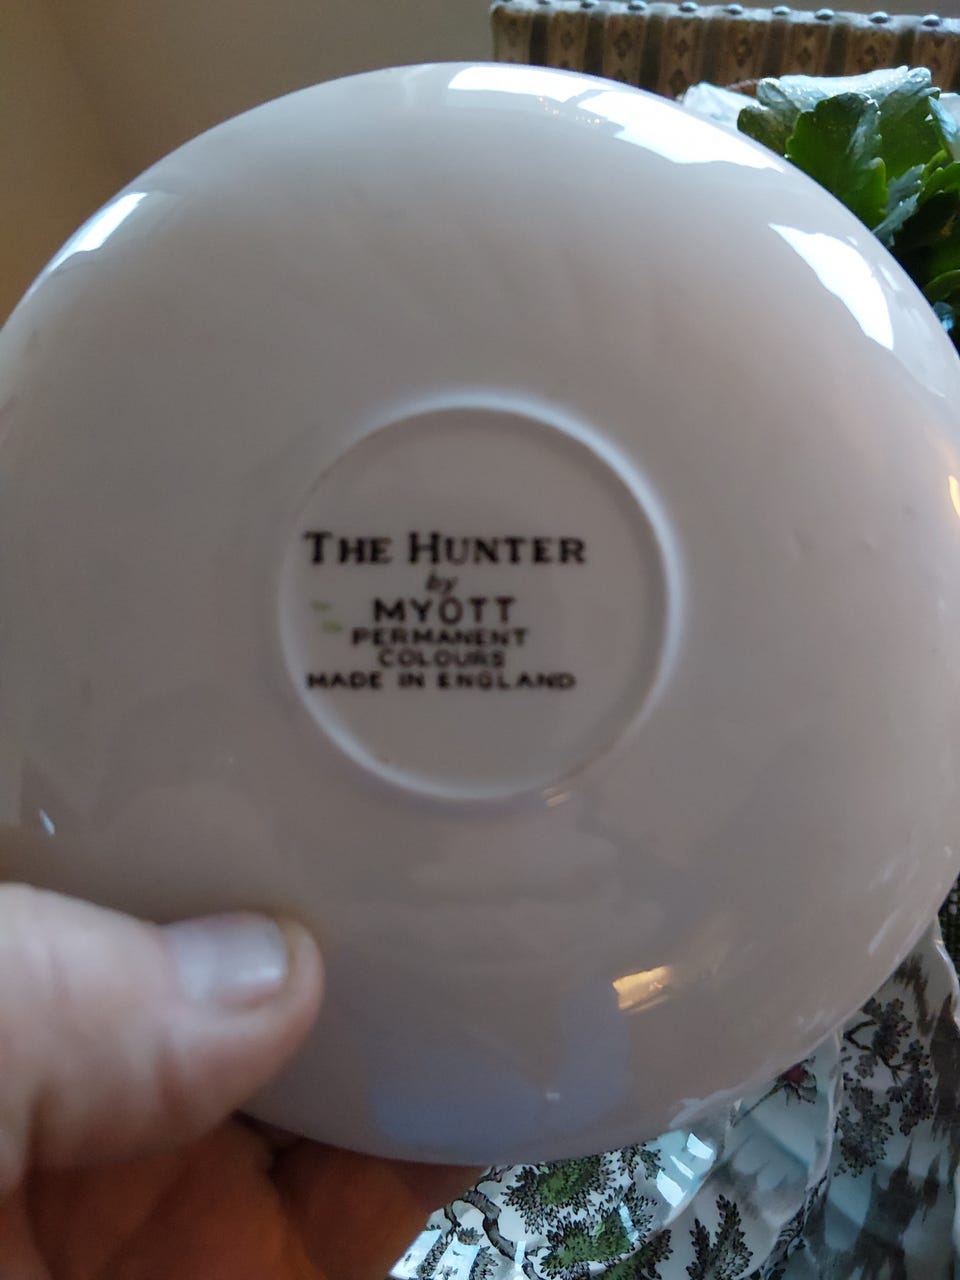 THE HUNTER
by
MYOTT
PERMANENT
COLOURS
MADE IN ENGLAND